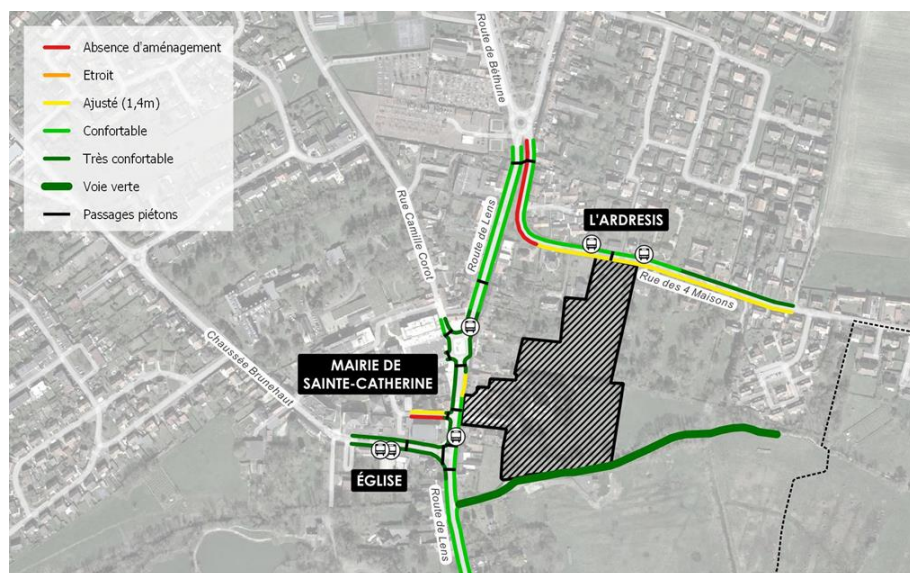 Absence d'aménagement
Etroit
Ajusté (1,4m)
Confortable
Très confortable
Voie verte
Passages piétons
Route de Béthune
Rue Camille Corot
Route de Lens
L'ARDRESIS
Rue des 4 Maisons
Chaussée Brunehaut
MAIRIE DE
SAINTE-CATHERINE
ÉGLISE
Route de Lens